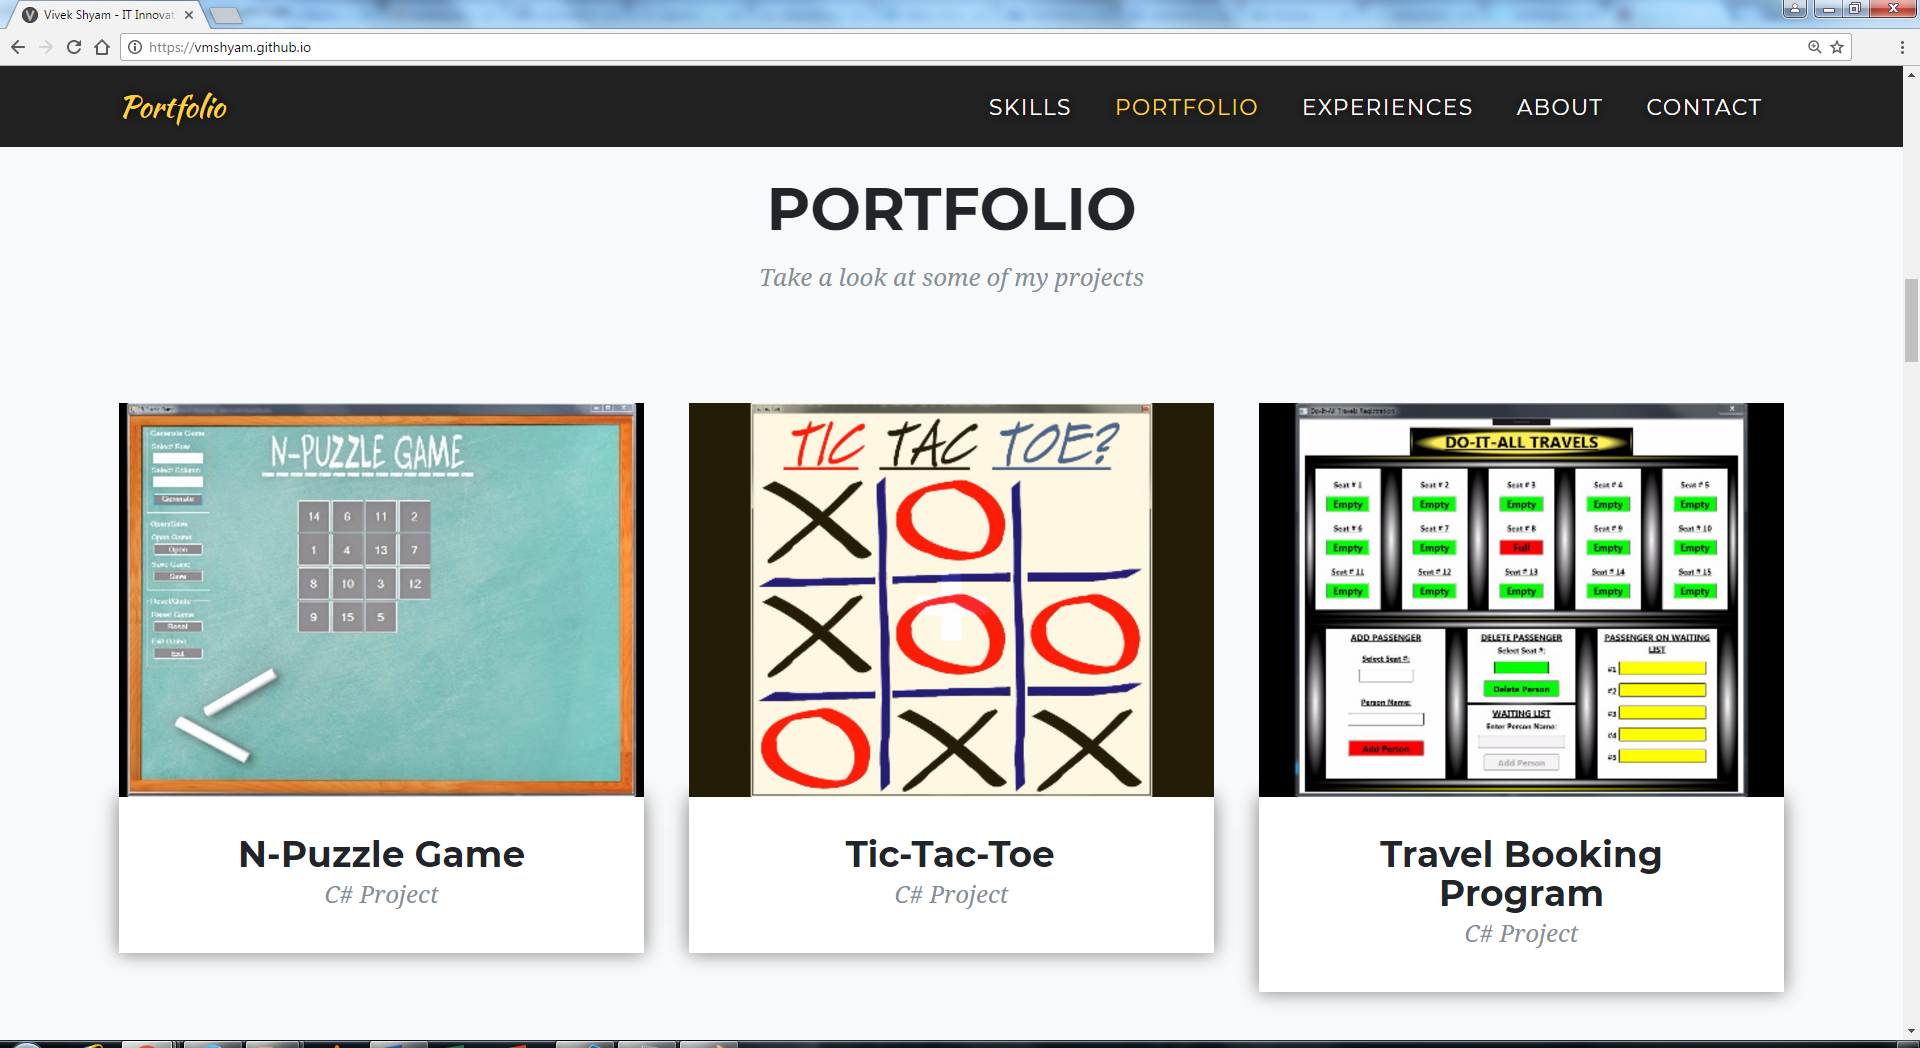 Vivek Shyam - IT Innovat
https://vmshyam.github.io
Portfolio
SKILLS
PORTFOLIO
EXPERIENCES
ABOUT
CONTACT
PORTFOLIO
Take a look at some of my projects
N-PUZZLE GAME
Generate Game
Select Row
Select Column
Generate
Open/Save
Open Game
Open
Save Game
Save
Reset/Quite
Reset Game
Reset
Exit Game
Exit
14 6 11 2
1 4 13 7
8 10 3 12
9 15 5
N-Puzzle Game
C# Project
TIC TAC TOE?
Tic-Tac-Toe
C# Project
Do-It-All Travels Registration
DO-IT-ALL TRAVELS
Seat # 1 Seat # 2 Seat # 3 Seat # 4 Seat # 5
Empty Empty Empty Empty Empty
Seat # 6 Seat # 7 Seat # 8 Seat # 9 Seat # 10
Empty Empty Full Empty Empty
Seat # 11 Seat # 12 Seat # 13 Seat # 14 Seat # 15
Empty Empty Empty Empty Empty
ADD PASSENGER
Select Seat #:
Person Name:
Add Person
DELETE PASSENGER
Select Seat #:
Delete Person
WAITING LIST
Enter Person Name:
Add Person
PASSENGER ON WAITING
LIST
#1
#2
#3
#4
#5
Travel Booking
Program
C# Project